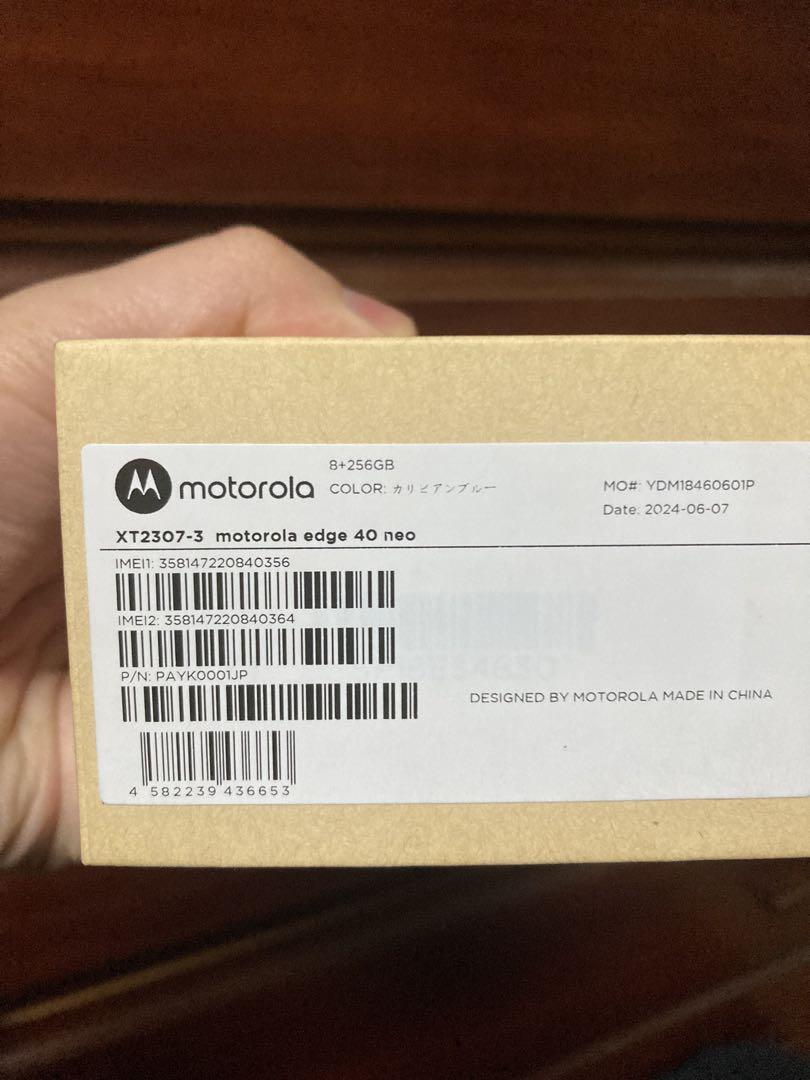 motorola
8+256GB
COLOR: カリビアンブルー
MO#: YDM18460601P
Date: 2024-06-07
XT2307-3 motorola edge 40 neo
IMEI1: 358147220840356
IMEI2: 358147220840364
P/N: PAYK0001JP
DESIGNED BY MOTOROLA MADE IN CHINA
4 582239 436653